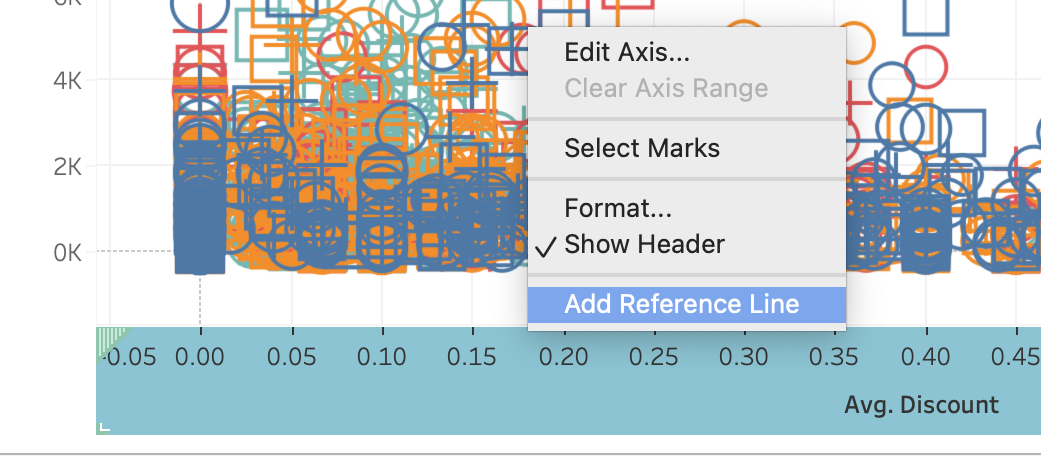 6K
4K
2K
0K
Edit Axis...
Clear Axis Range
Select Marks
Format...
✓ Show Header
Add Reference Line
-0.05 0.00 0.05 0.10 0.15 0.20 0.25 0.30 0.35 0.40 0.45
Avg. Discount